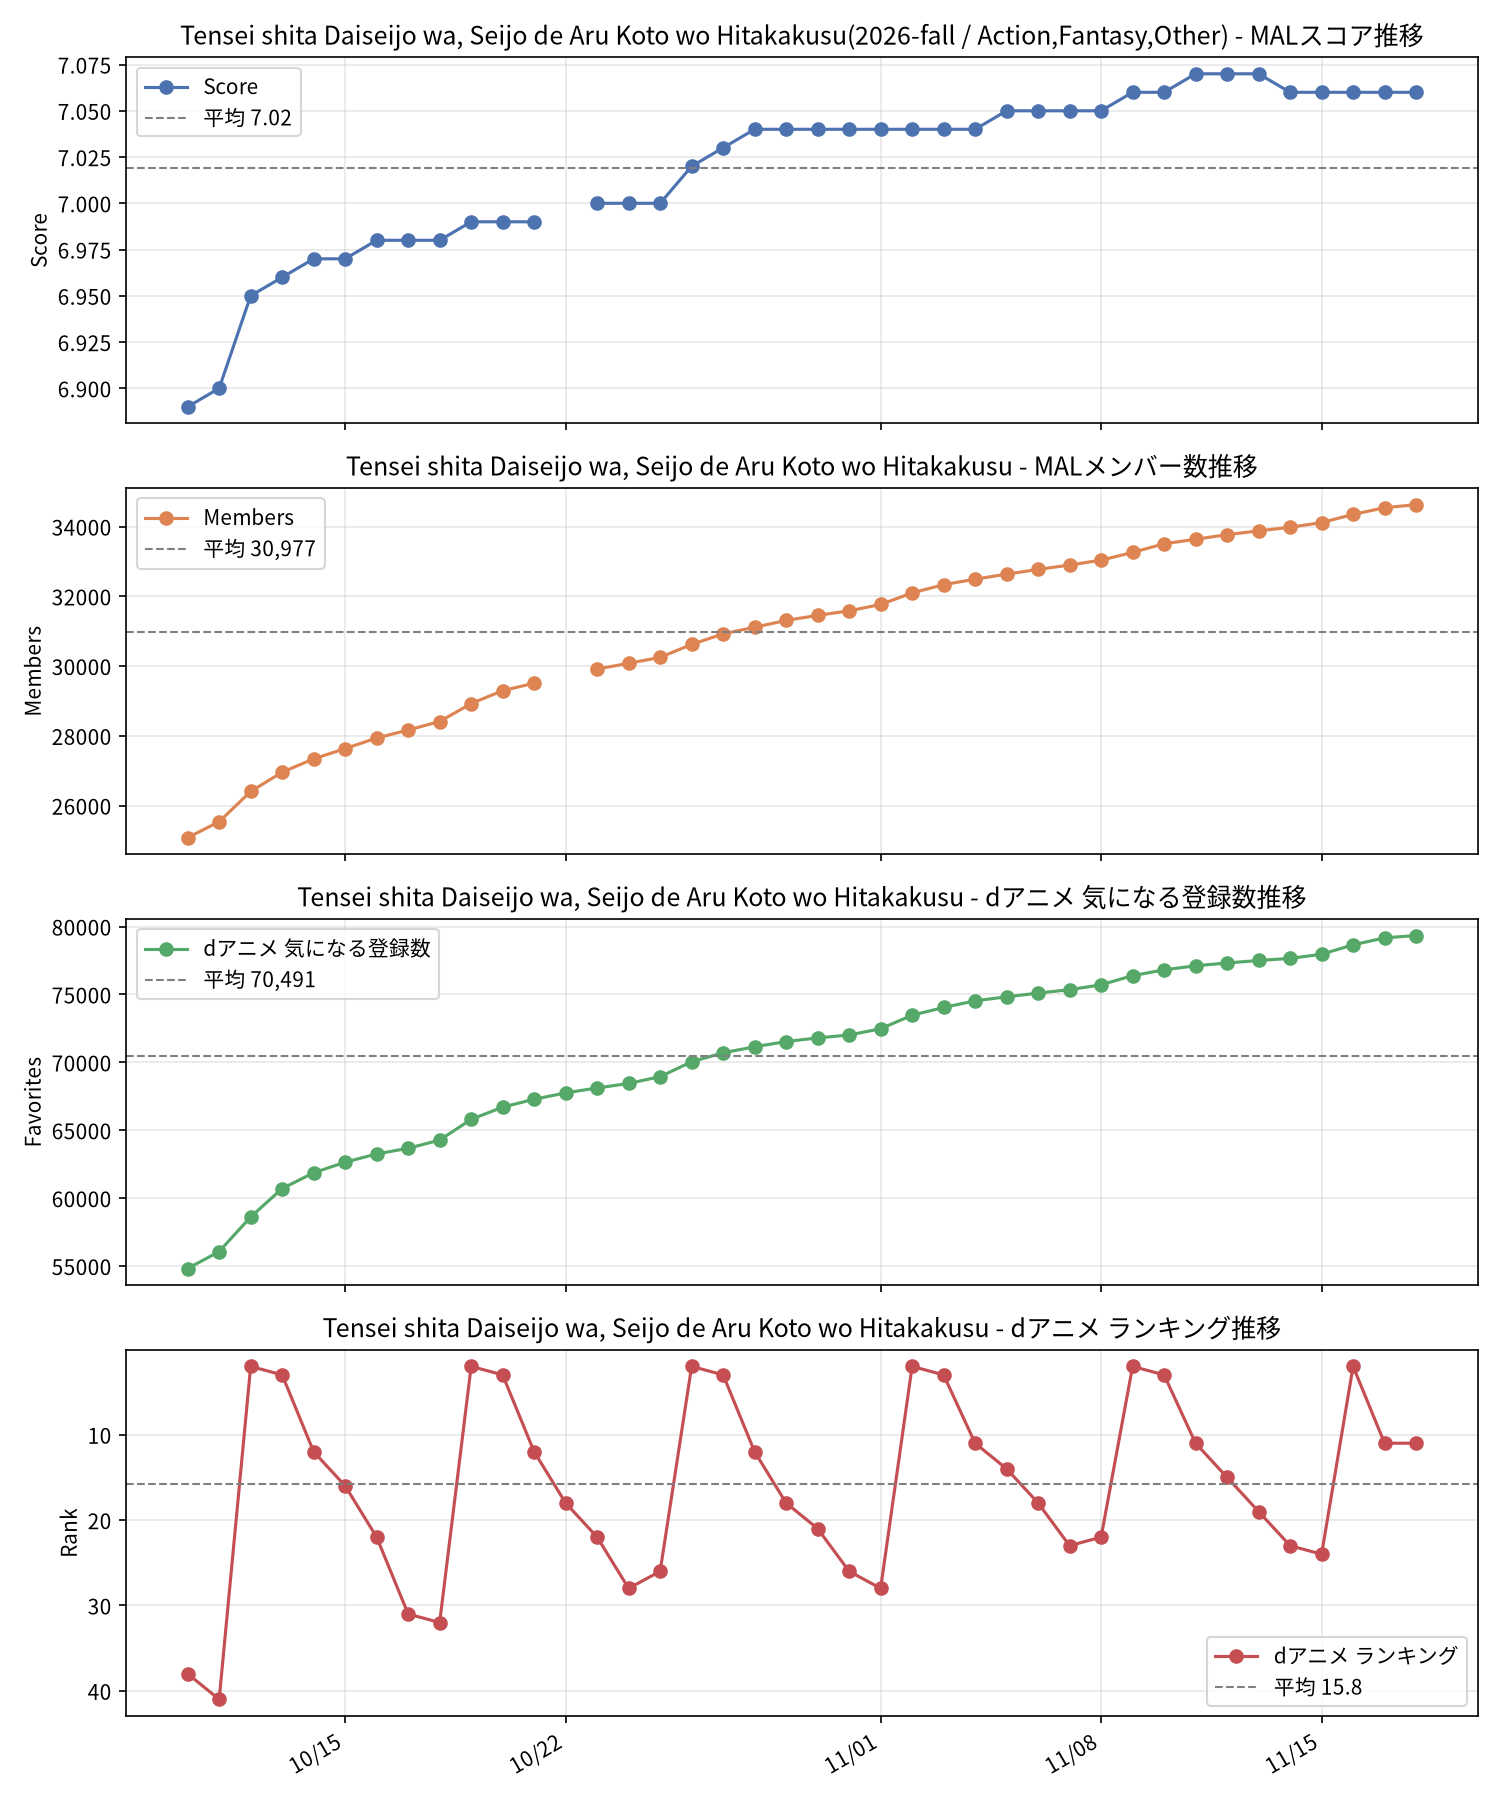 Tensei shita Daiseijo wa, Seijo de Aru Koto wo Hitakakusu(2026-fall / Action,Fantasy,Other) - MALスコア推移
Score
平均 7.02
7.075
7.050
7.025
7.000
6.975
6.950
6.925
6.900
Score
Tensei shita Daiseijo wa, Seijo de Aru Koto wo Hitakakusu - MALメンバー数推移
Members
平均 30,977
34000
32000
30000
28000
26000
Members
Tensei shita Daiseijo wa, Seijo de Aru Koto wo Hitakakusu - dアニメ 気になる登録数推移
dアニメ 気になる登録数
平均 70,491
80000
75000
70000
65000
60000
55000
Favorites
Tensei shita Daiseijo wa, Seijo de Aru Koto wo Hitakakusu - dアニメ ランキング推移
10
20
30
40
Rank
dアニメ ランキング
平均 15.8
10/15
10/22
11/01
11/08
11/15